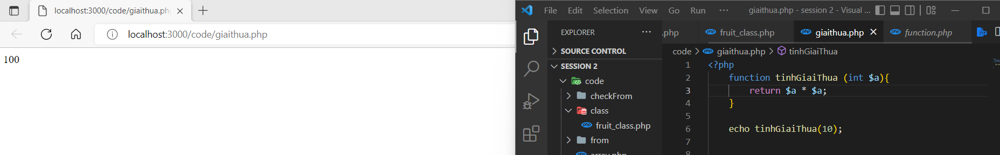 localhost:3000/code/giaithua.ph
localhost:3000/code/giaithua.php
100
File Edit Selection View Go Run ··· giaithua.php - session 2 - Visual ...
EXPLORER ···
SOURCE CONTROL
SESSION 2
code
checkFrom
class
fruit_class.php
from
array.php
.php fruit_class.php giaithua.php function.php
code > giaithua.php > tinhGiaiThua
1 <?php
2 function tinhGiaiThua (int $a){
3 return $a * $a;
4 }
5
6 echo tinhGiaiThua(10);
7
8